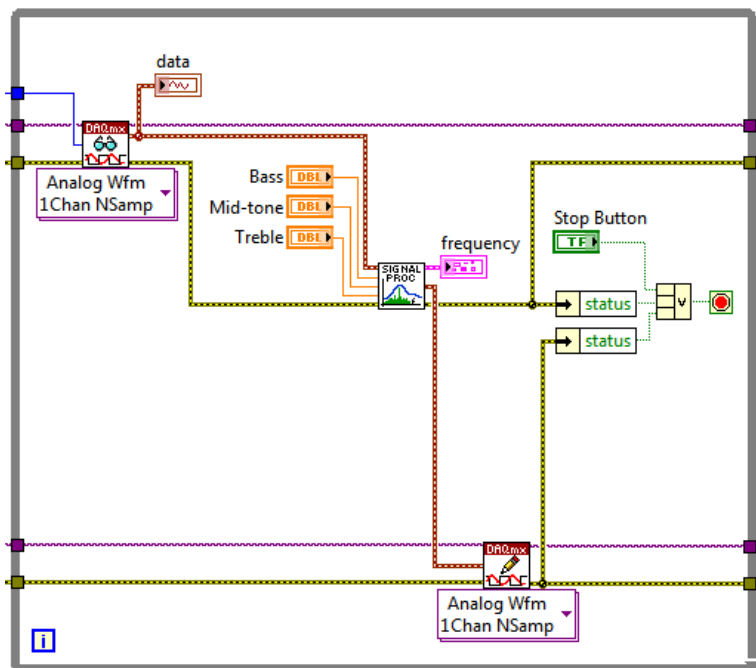 data
DAQmx
Analog Wfm
1Chan NSamp
Bass DBL
Mid-tone DBL
Treble DBL
SIGNAL
PROC
frequency
Stop Button
TF
status
status
v
DAQmx
Analog Wfm
1Chan NSamp
i